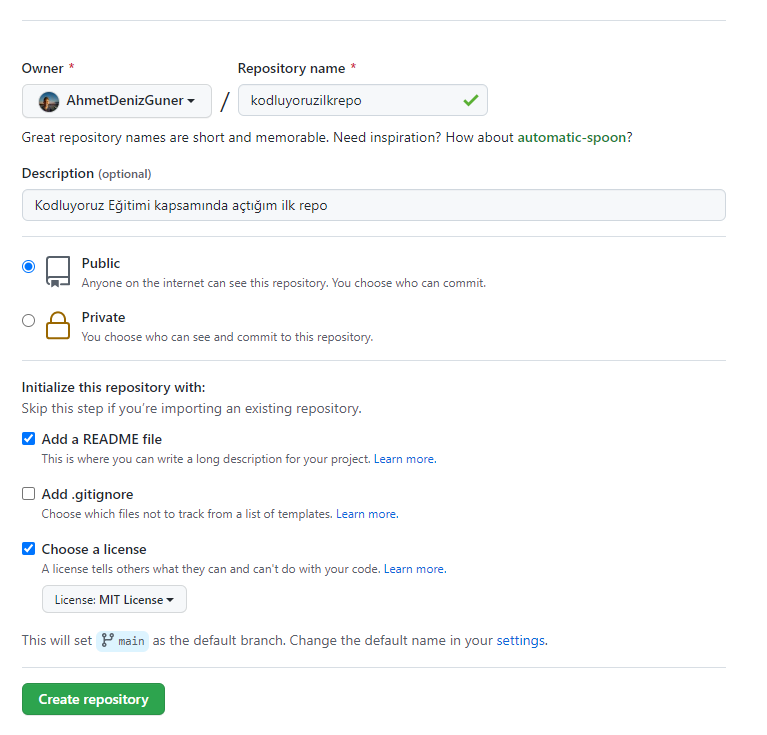 Owner * Repository name *
AhmetDenizGuner / kodluyoruzilkrepo
Great repository names are short and memorable. Need inspiration? How about automatic-spoon?
Description (optional)
Kodluyoruz Eğitimi kapsamında açtığım ilk repo
Public
Anyone on the internet can see this repository. You choose who can commit.
Private
You choose who can see and commit to this repository.
Initialize this repository with:
Skip this step if you're importing an existing repository.
Add a README file
This is where you can write a long description for your project. Learn more.
Add .gitignore
Choose which files not to track from a list of templates. Learn more.
Choose a license
A license tells others what they can and can't do with your code. Learn more.
License: MIT License
This will set main as the default branch. Change the default name in your settings.
Create repository